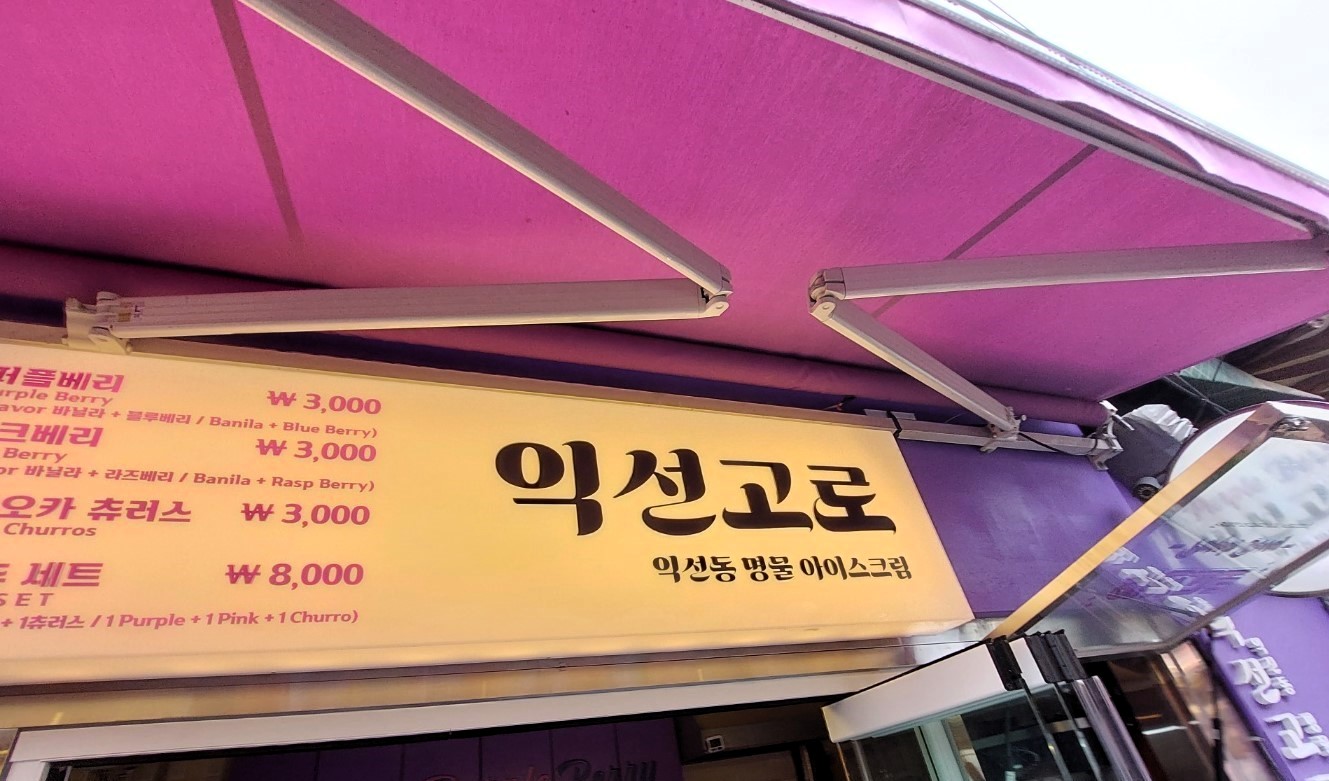 퍼플베리 ₩ 3,000
urple Berry
avor 바닐라 + 블루베리 / Banila + Blue Berry)
크베리 ₩ 3,000
Berry
or 바닐라 + 라즈베리 / Banila + Rasp Berry)
오카 츄러스 ₩ 3,000
Churros
세트 ₩ 8,000
SET
+ 1츄러스 / 1 Purple + 1 Pink + 1 Churro)
익선고로
익선동 명물 아이스크림
Purple Berry